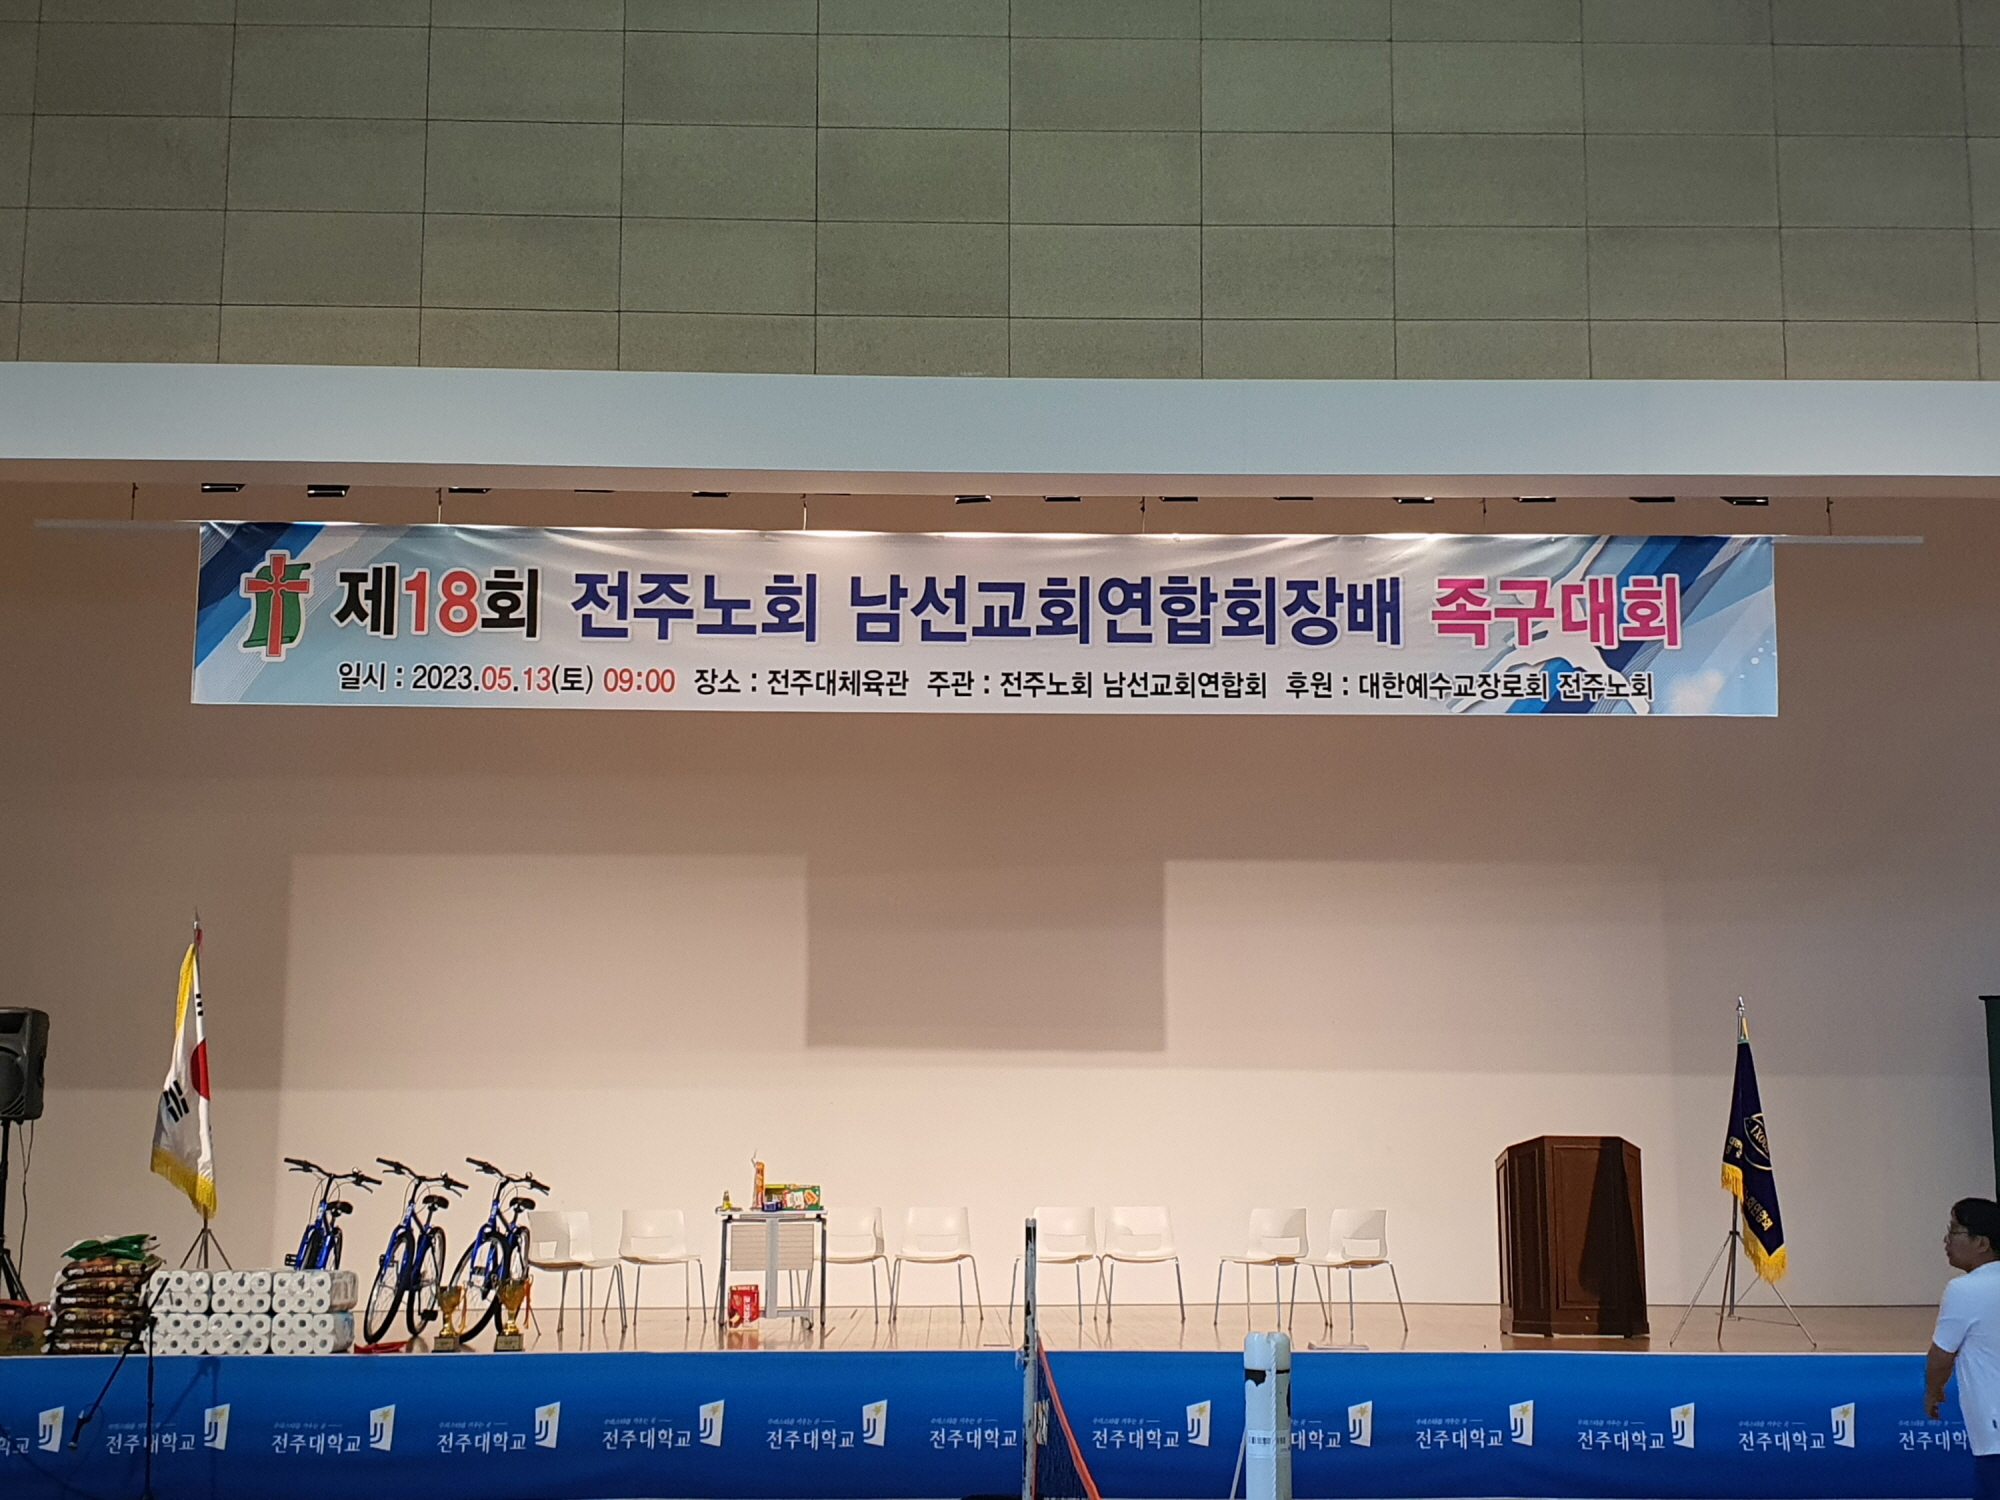 제18회 전주노회 남선교회연합회장배 족구대회
일시 : 2023.05.13(토) 09:00 장소 : 전주대체육관 주관 : 전주노회 남선교회연합회 후원 : 대한예수교장로회 전주노회
전주대학교 전주대학교 전주대학교 전주대학교 전주대학교 전주대학교 전주대학교 전주대학교 전주대학교 전주대학교